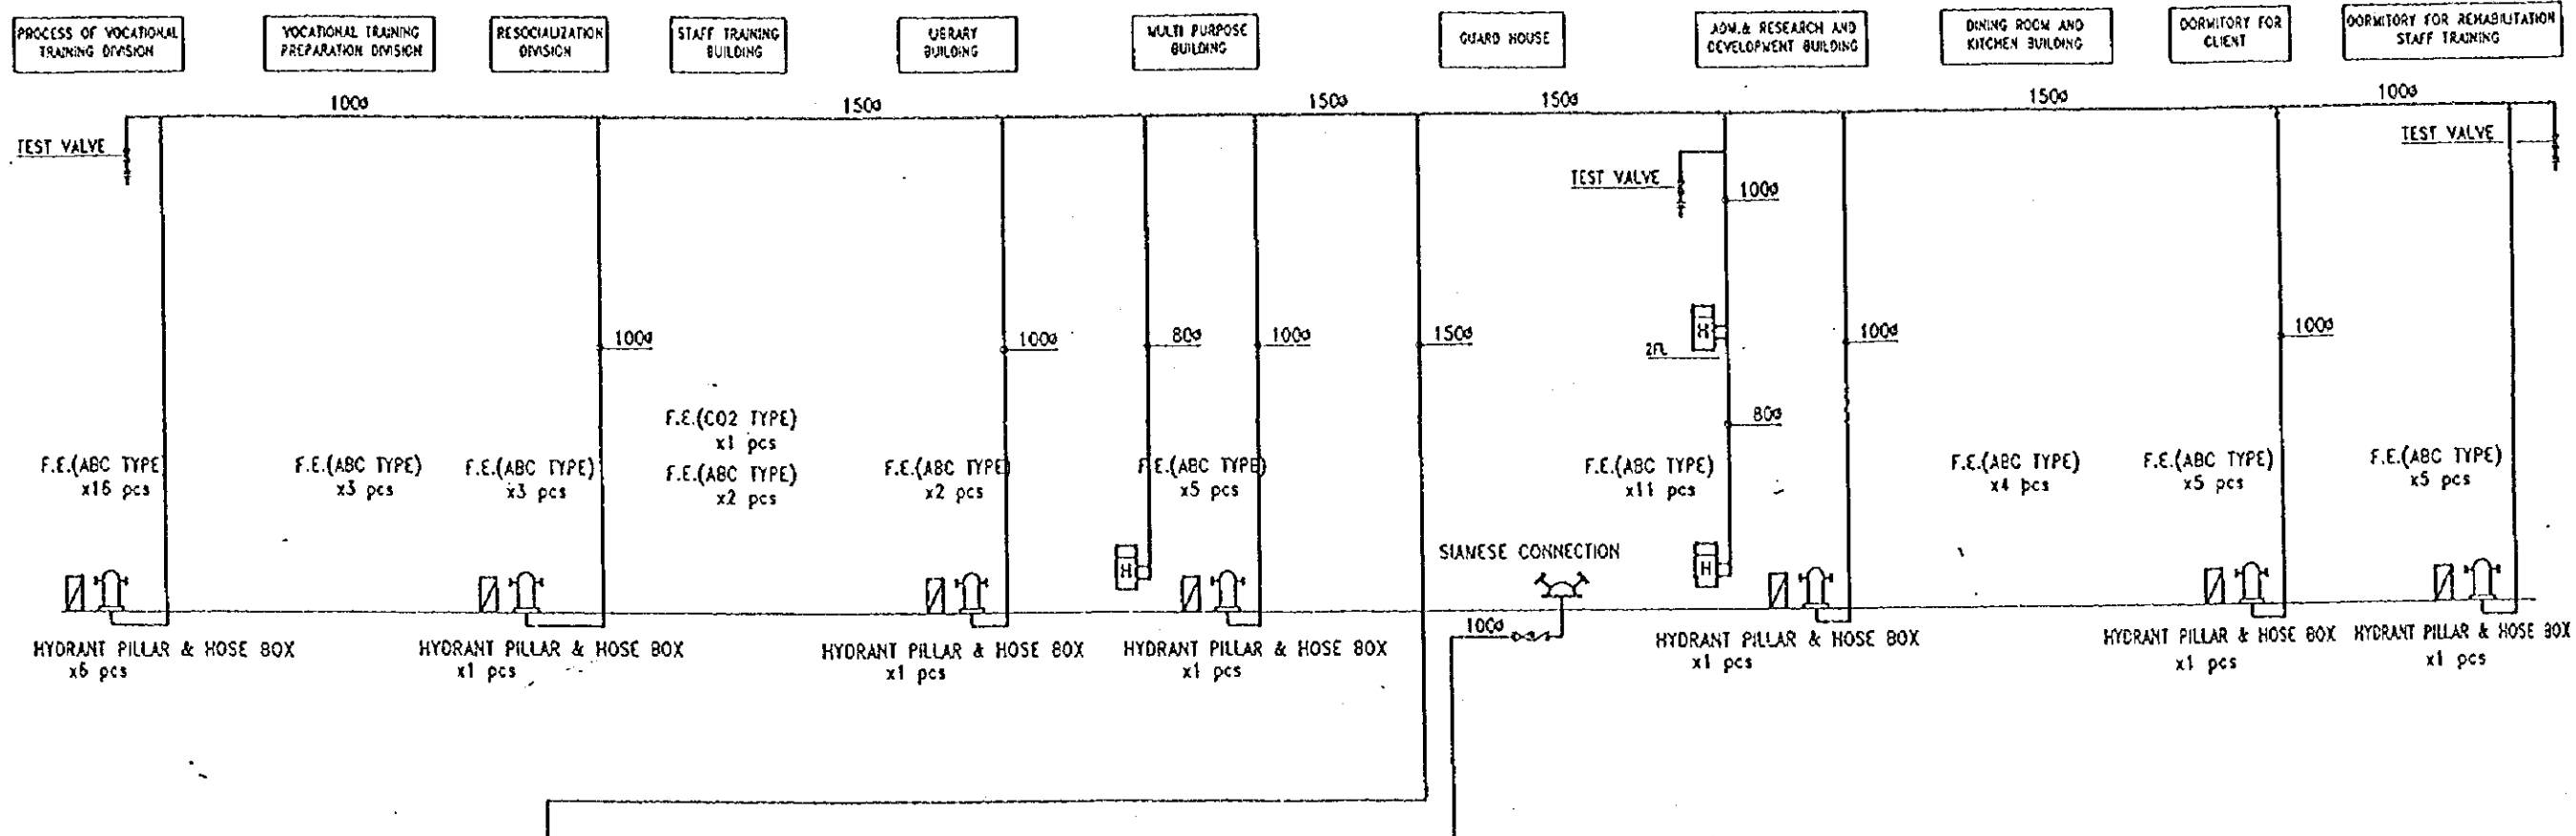 PROCESS OF VOCATIONAL
TRAINING DIVISION
VOCATIONAL TRAINING
PREPARATION DIVISION
RESOCIALIZATION
DIVISION
STAFF TRAINING
BUILDING
LIBRARY
BUILDING
MULTI PURPOSE
BUILDING
GUARD HOUSE
ADM.& RESEARCH AND
DEVELOPMENT BUILDING
DINING ROOM AND
KITCHEN BUILDING
DORMITORY FOR
CLIENT
DORMITORY FOR REHABILITATION
STAFF TRAINING
100ø
150ø
150ø
150ø
150ø
100ø
TEST VALVE
TEST VALVE
TEST VALVE
100ø
100ø
100ø
80ø
100ø
150ø
2FL
100ø
100ø
80ø
F.E.(CO2 TYPE)
x1 pcs
F.E.(ABC TYPE)
x16 pcs
F.E.(ABC TYPE)
x3 pcs
F.E.(ABC TYPE)
x3 pcs
F.E.(ABC TYPE)
x2 pcs
F.E.(ABC TYPE)
x2 pcs
F.E.(ABC TYPE)
x5 pcs
F.E.(ABC TYPE)
x11 pcs
F.E.(ABC TYPE)
x4 pcs
F.E.(ABC TYPE)
x5 pcs
F.E.(ABC TYPE)
x5 pcs
H
H
H
SIAMESE CONNECTION
100ø
HYDRANT PILLAR & HOSE BOX
x6 pcs
HYDRANT PILLAR & HOSE BOX
x1 pcs
HYDRANT PILLAR & HOSE BOX
x1 pcs
HYDRANT PILLAR & HOSE BOX
x1 pcs
HYDRANT PILLAR & HOSE BOX
x1 pcs
HYDRANT PILLAR & HOSE BOX
x1 pcs
HYDRANT PILLAR & HOSE BOX
x1 pcs